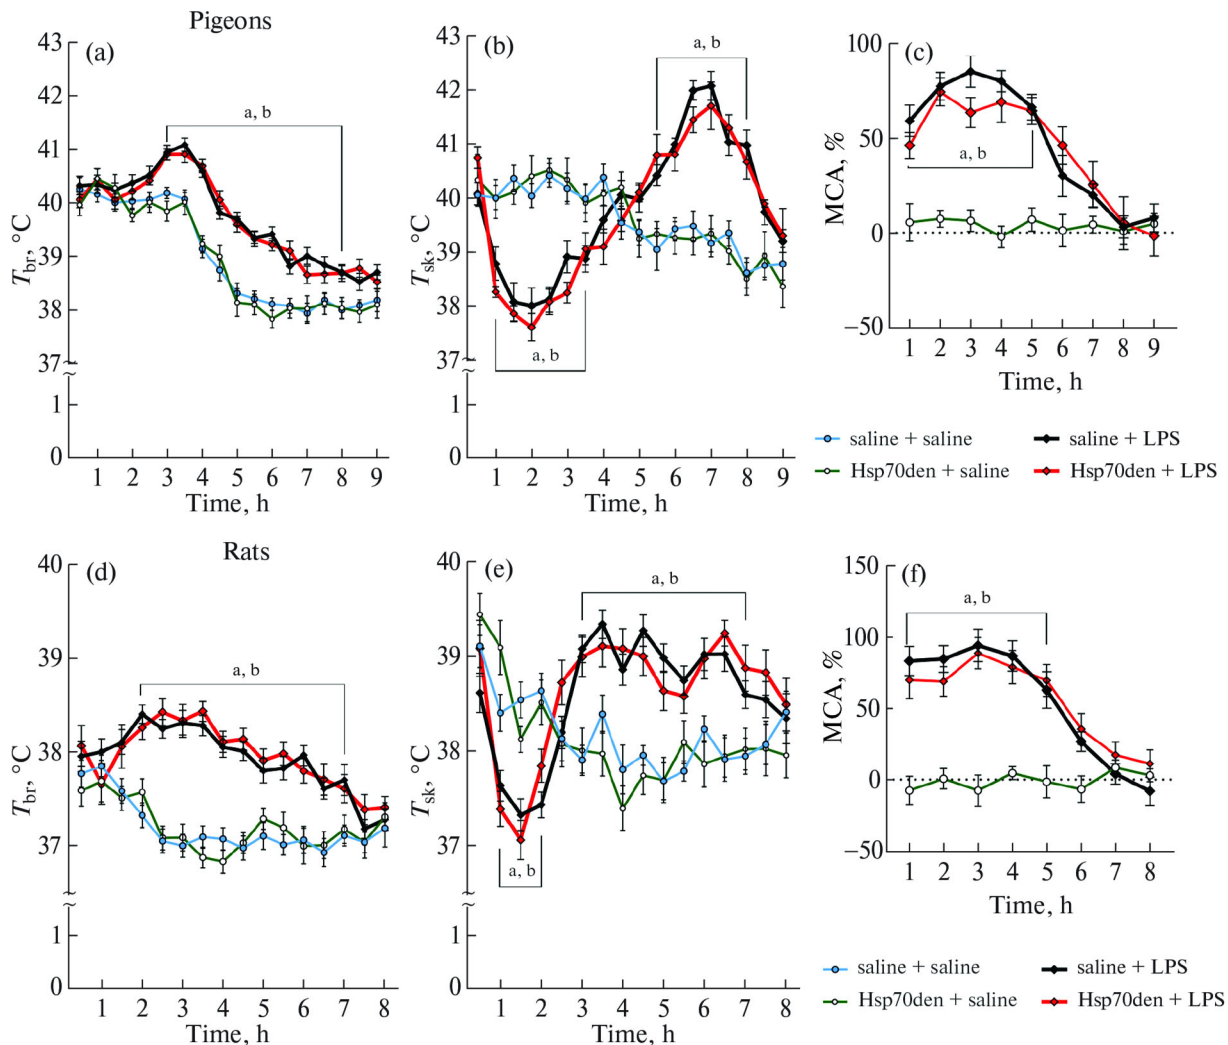 Pigeons
(a)
43
42
41
40
39
38
37
1
0
T br, °C
a, b
1 2 3 4 5 6 7 8 9
Time, h
(b)
43
42
41
40
39
38
37
1
0
T sk, °C
a, b
a, b
1 2 3 4 5 6 7 8 9
Time, h
(c)
100
50
0
–50
MCA, %
a, b
1 2 3 4 5 6 7 8 9
Time, h
saline + saline
saline + LPS
Hsp70den + saline
Hsp70den + LPS
Rats
(d)
40
39
38
37
1
0
T br, °C
a, b
1 2 3 4 5 6 7 8
Time, h
(e)
40
39
38
37
1
0
T sk, °C
a, b
a, b
1 2 3 4 5 6 7 8
Time, h
(f)
150
100
50
0
–50
MCA, %
a, b
1 2 3 4 5 6 7 8
Time, h
saline + saline
saline + LPS
Hsp70den + saline
Hsp70den + LPS